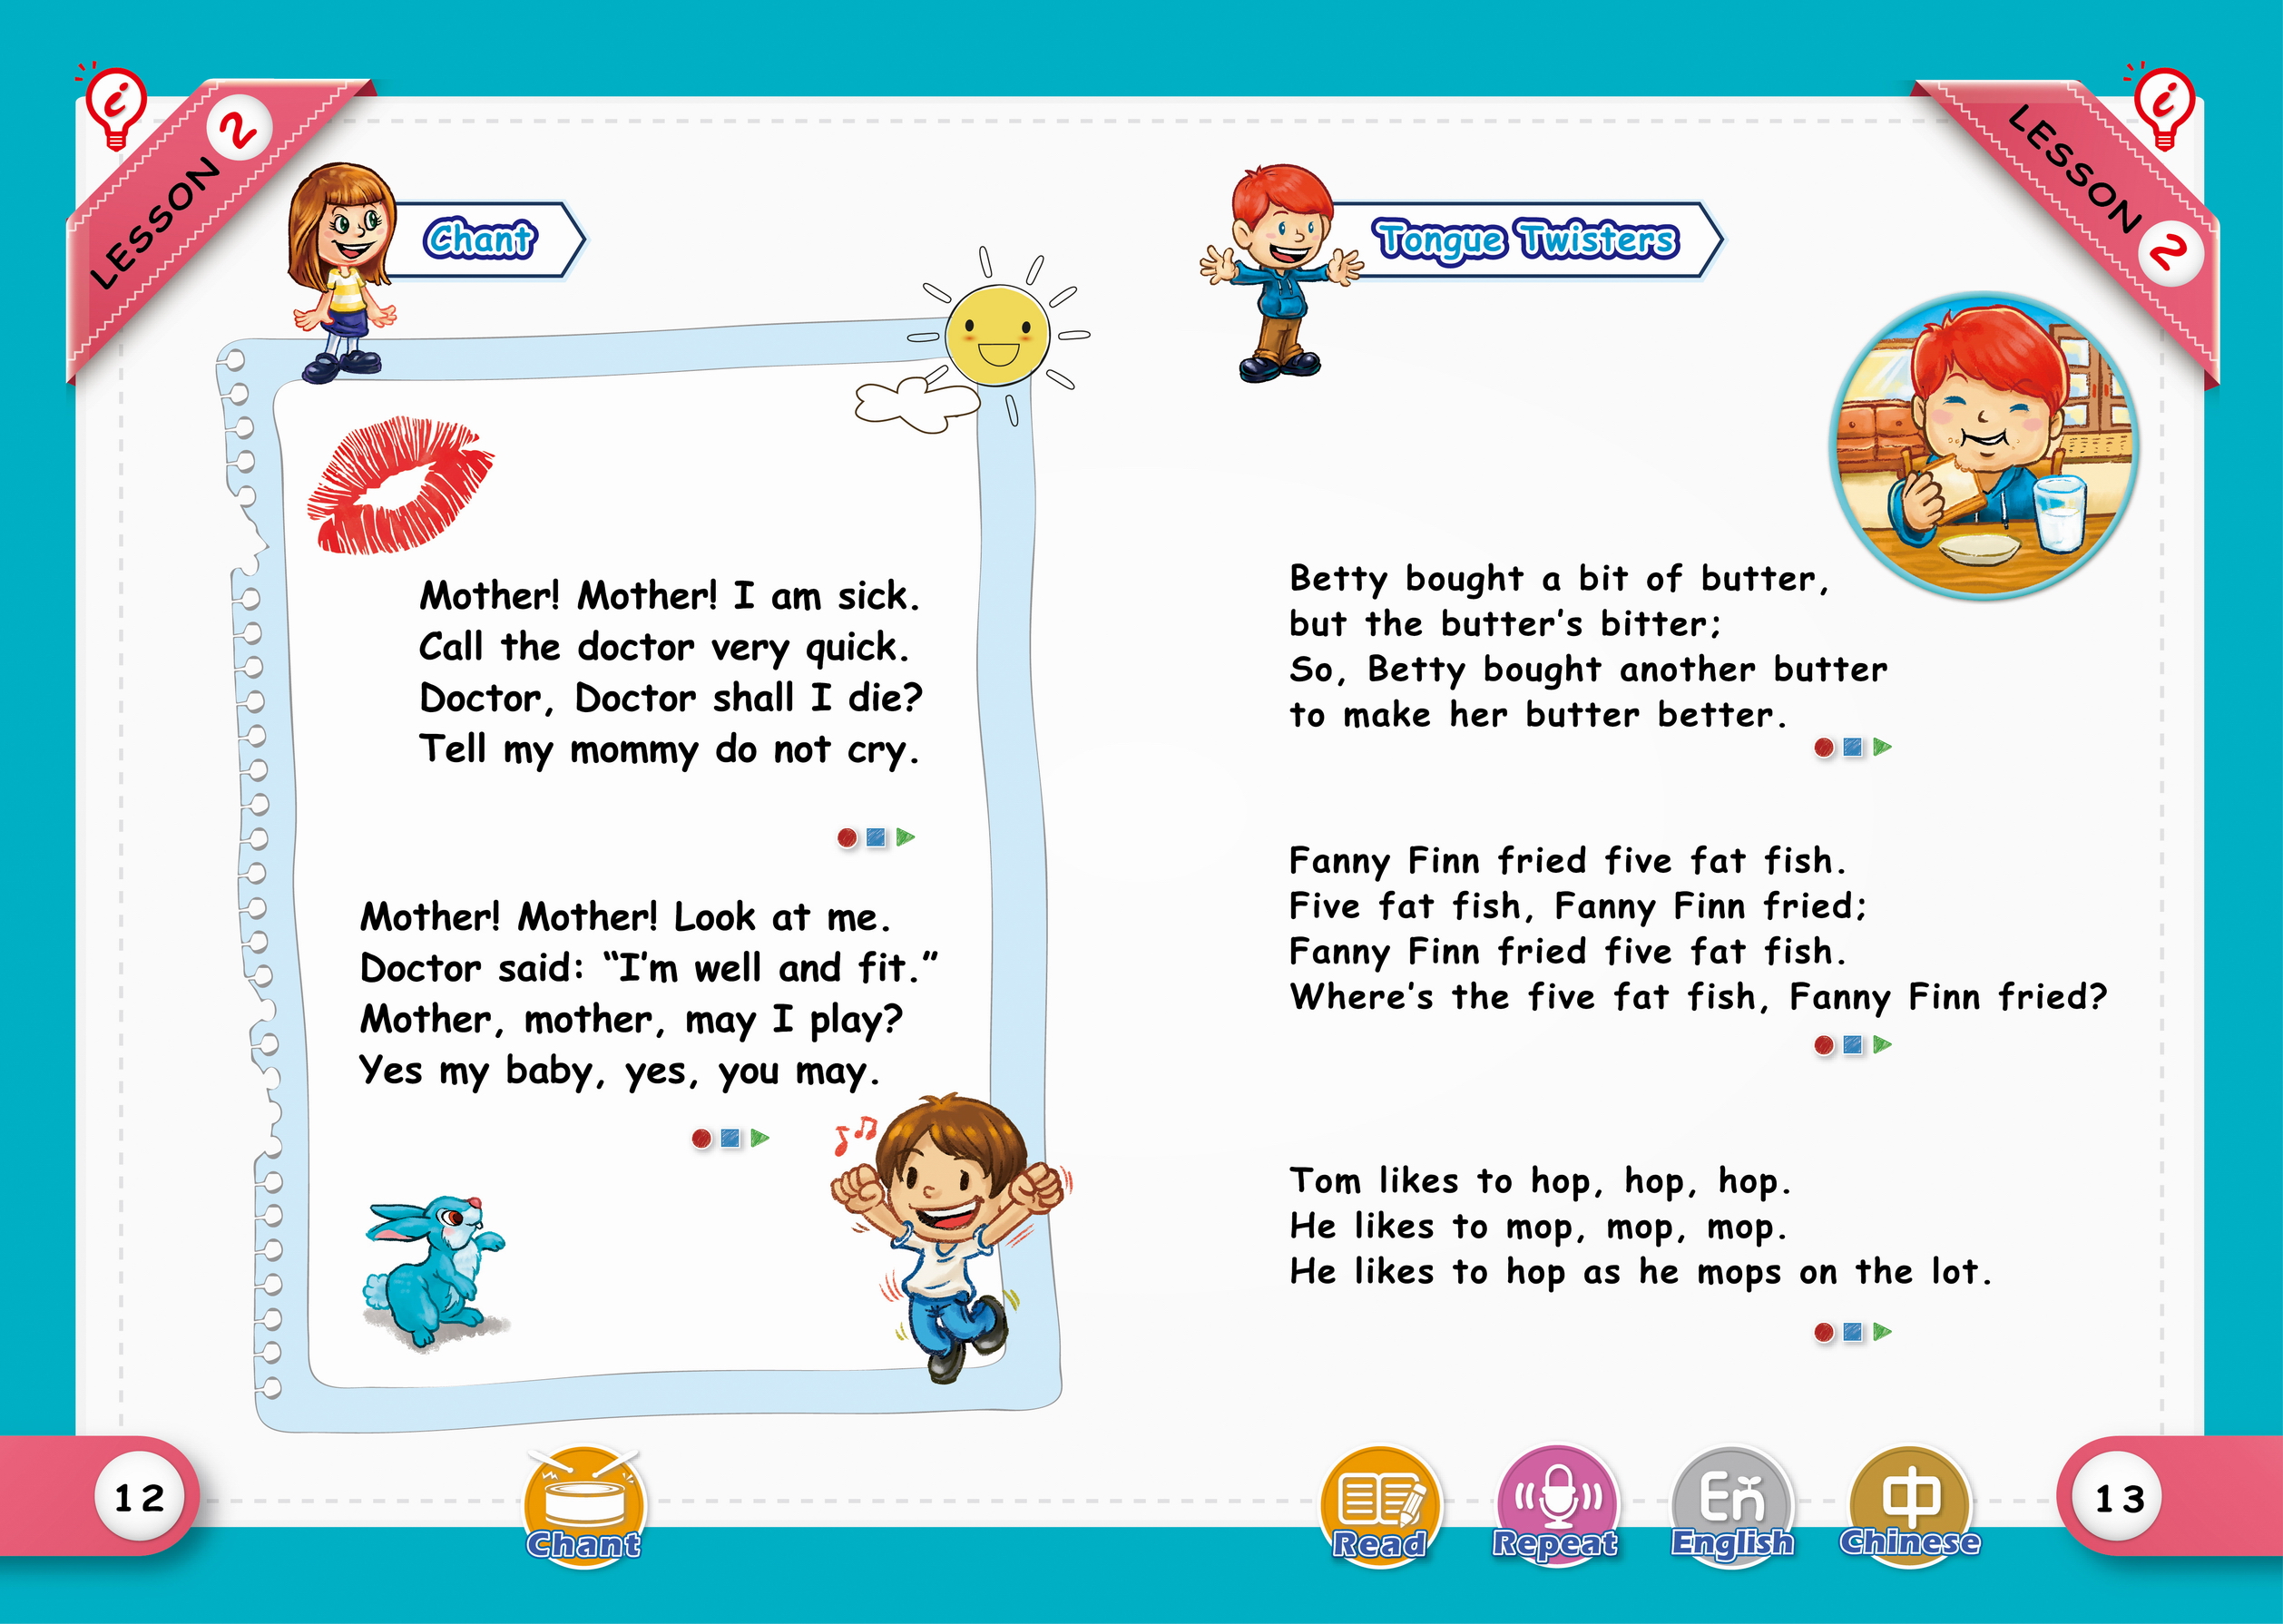 LESSON 2
Chant
Mother! Mother! I am sick.
Call the doctor very quick.
Doctor, Doctor shall I die?
Tell my mommy do not cry.
Mother! Mother! Look at me.
Doctor said: “I’m well and fit.”
Mother, mother, may I play?
Yes my baby, yes, you may.
12
Chant
LESSON 2
Tongue Twisters
Betty bought a bit of butter,
but the butter’s bitter;
So, Betty bought another butter
to make her butter better.
Fanny Finn fried five fat fish.
Five fat fish, Fanny Finn fried;
Fanny Finn fried five fat fish.
Where’s the five fat fish, Fanny Finn fried?
Tom likes to hop, hop, hop.
He likes to mop, mop, mop.
He likes to hop as he mops on the lot.
Read
Repeat
En
English
中
Chinese
13